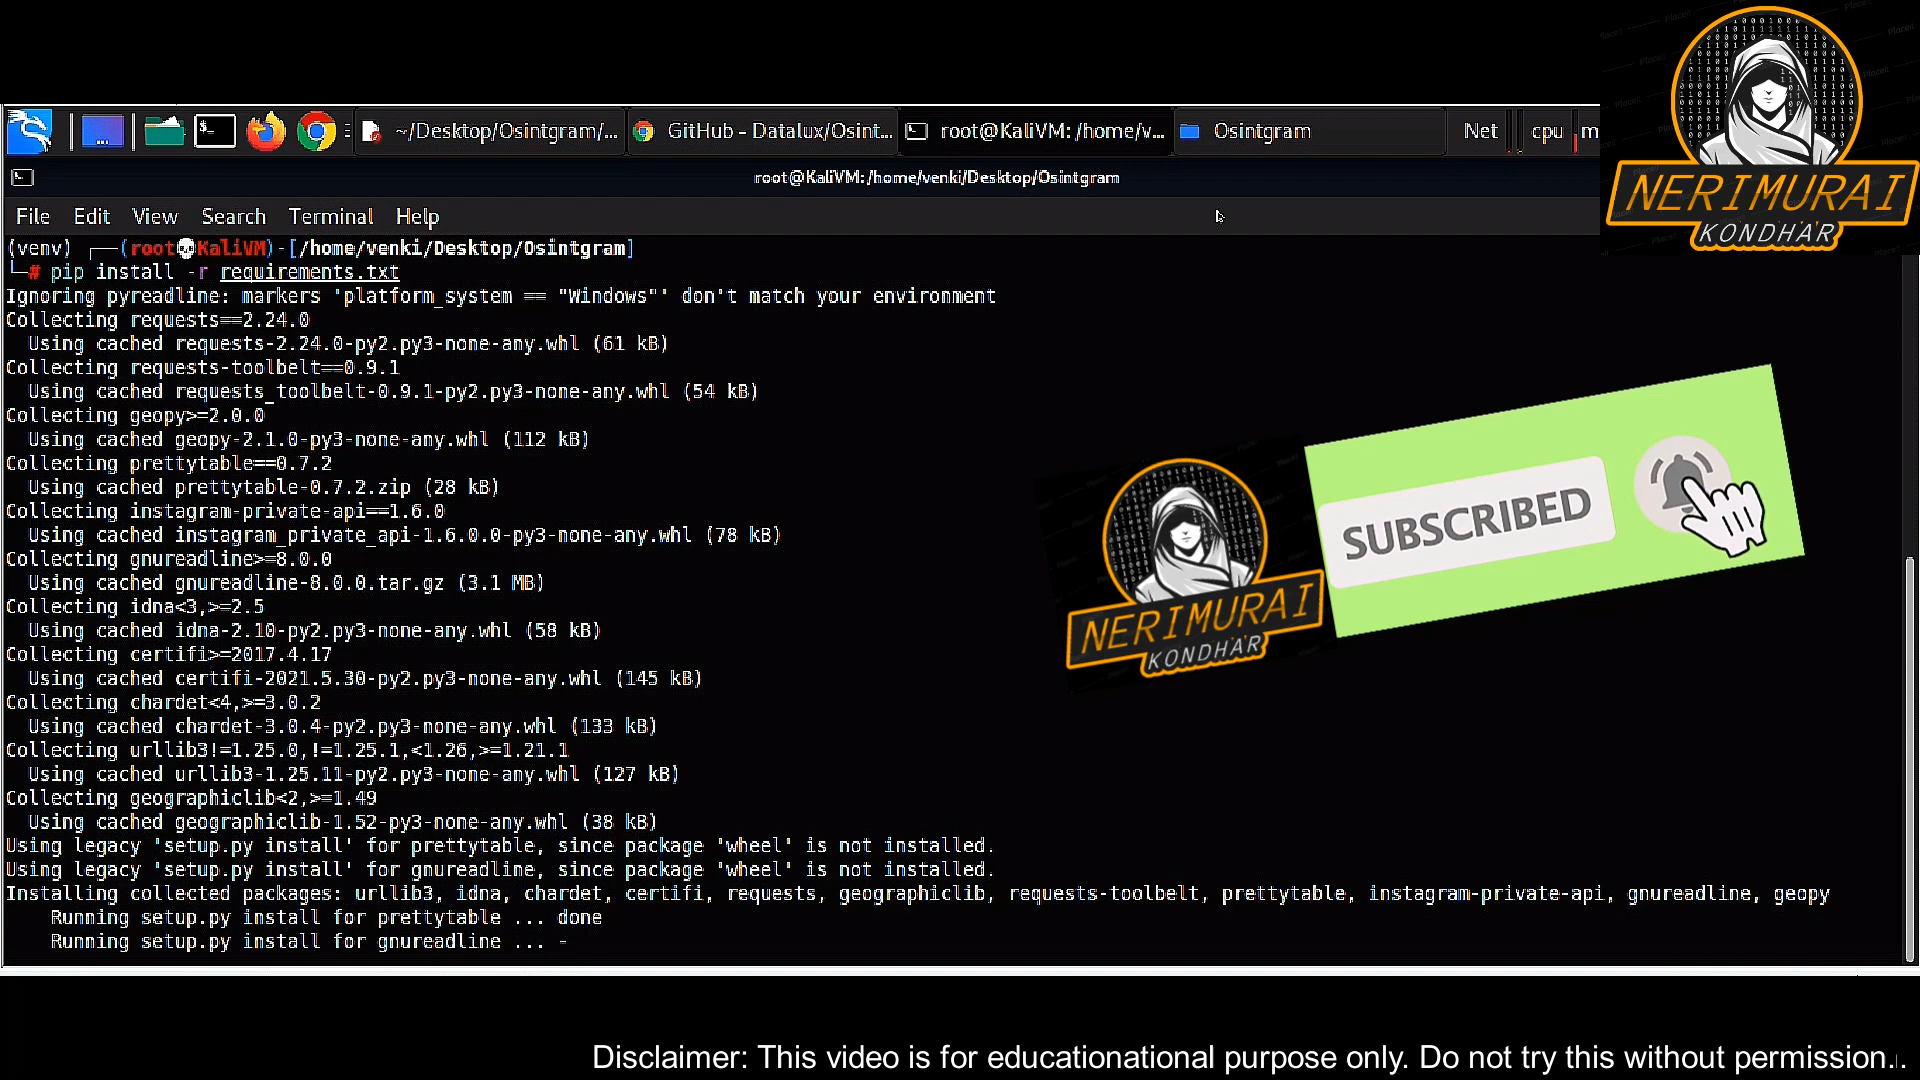 ~/Desktop/Osintgram/...
GitHub - Datalux/Osint...
root@KaliVM: /home/v...
Osintgram
Net
cpu
m
root@KaliVM: /home/venki/Desktop/Osintgram
File Edit View Search Terminal Help
NERIMURAI
KONDHAR
(venv) ┌──(root💀KaliVM)-[/home/venki/Desktop/Osintgram]
└─# pip install -r requirements.txt
Ignoring pyreadline: markers 'platform_system == "Windows"' don't match your environment
Collecting requests==2.24.0
Using cached requests-2.24.0-py2.py3-none-any.whl (61 kB)
Collecting requests-toolbelt==0.9.1
Using cached requests_toolbelt-0.9.1-py2.py3-none-any.whl (54 kB)
Collecting geopy>=2.0.0
Using cached geopy-2.1.0-py3-none-any.whl (112 kB)
Collecting prettytable==0.7.2
Using cached prettytable-0.7.2.zip (28 kB)
Collecting instagram-private-api==1.6.0
Using cached instagram_private_api-1.6.0.0-py3-none-any.whl (78 kB)
Collecting gnureadline>=8.0.0
Using cached gnureadline-8.0.0.tar.gz (3.1 MB)
Collecting idna<3,>=2.5
Using cached idna-2.10-py2.py3-none-any.whl (58 kB)
Collecting certifi>=2017.4.17
Using cached certifi-2021.5.30-py2.py3-none-any.whl (145 kB)
Collecting chardet<4,>=3.0.2
Using cached chardet-3.0.4-py2.py3-none-any.whl (133 kB)
Collecting urllib3!=1.25.0,!=1.25.1,<1.26,>=1.21.1
Using cached urllib3-1.25.11-py2.py3-none-any.whl (127 kB)
Collecting geographiclib<2,>=1.49
Using cached geographiclib-1.52-py3-none-any.whl (38 kB)
Using legacy 'setup.py install' for prettytable, since package 'wheel' is not installed.
Using legacy 'setup.py install' for gnureadline, since package 'wheel' is not installed.
Installing collected packages: urllib3, idna, chardet, certifi, requests, geographiclib, requests-toolbelt, prettytable, instagram-private-api, gnureadline, geopy
Running setup.py install for prettytable ... done
Running setup.py install for gnureadline ... -
SUBSCRIBED
NERIMURAI
KONDHAR
Disclaimer: This video is for educationational purpose only. Do not try this without permission..